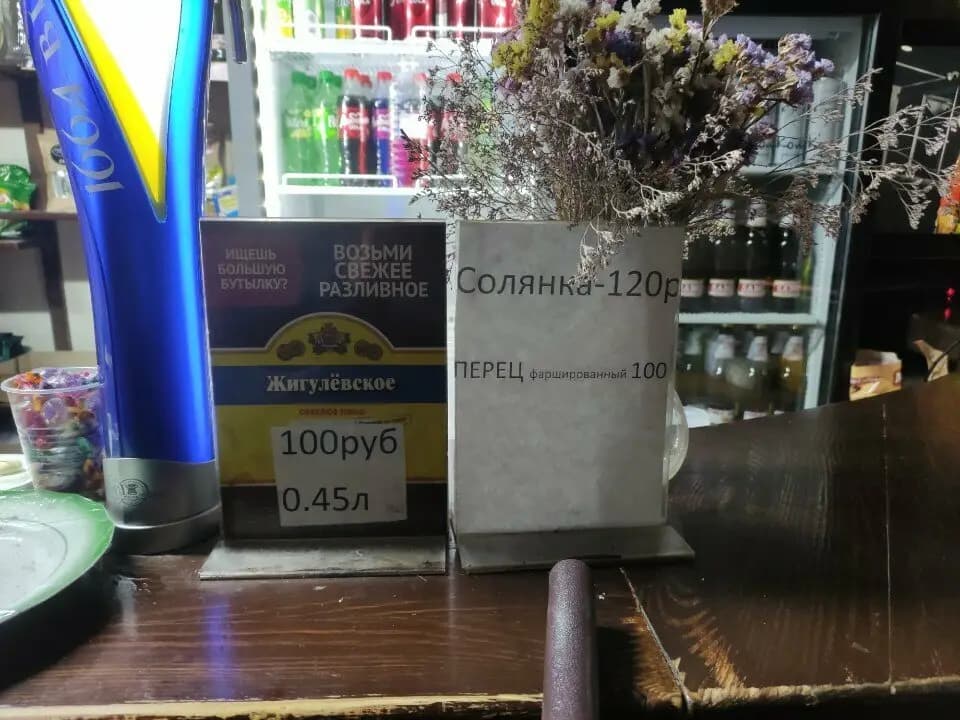 1664
ИЩЕШЬ
БОЛЬШУЮ
БУТЫЛКУ?
ВОЗЬМИ
СВЕЖЕЕ
РАЗЛИВНОЕ
Жигулёвское
100руб
0.45л
Солянка-120р
ПЕРЕЦ фаршированный 100